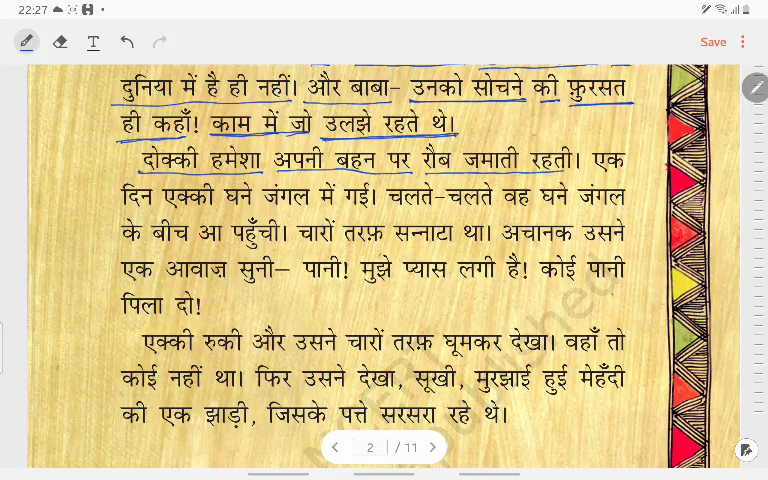 22:27
Save
दुनिया में है ही नहीं। और बाबा- उनको सोचने की फ़ुरसत
ही कहाँ! काम में जो उलझे रहते थे।
दोक्की हमेशा अपनी बहन पर रौब जमाती रहती। एक
दिन एक्की घने जंगल में गई। चलते-चलते वह घने जंगल
के बीच आ पहुँची। चारों तरफ़ सन्नाटा था। अचानक उसने
एक आवाज़ सुनी– पानी! मुझे प्यास लगी है! कोई पानी
पिला दो!
एक्की रुकी और उसने चारों तरफ़ घूमकर देखा। वहाँ तो
कोई नहीं था। फिर उसने देखा, सूखी, मुरझाई हुई मेहँदी
की एक झाड़ी, जिसके पत्ते सरसरा रहे थे।
2 / 11